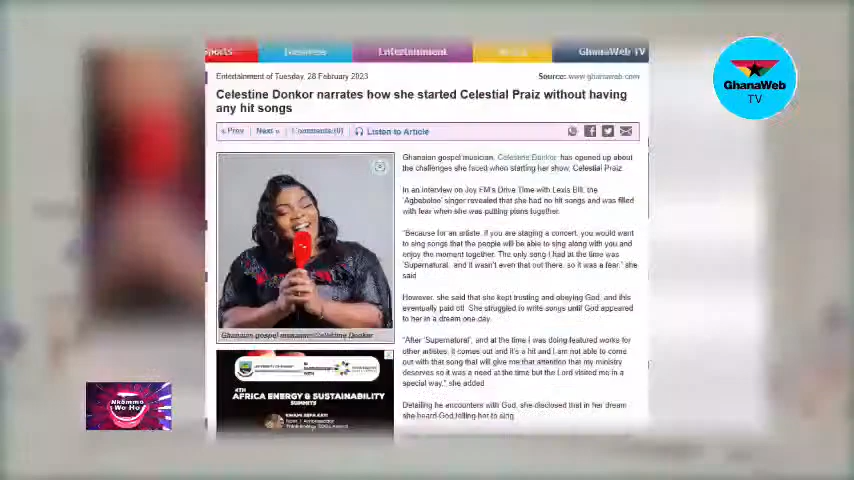 Sports
Business
Entertainment
GhanaWeb TV
GhanaWeb
TV
Entertainment of Tuesday, 28 February 2023
Source: www.ghanaweb.com
Celestine Donkor narrates how she started Celestial Praiz without having
any hit songs
« Prev
Next »
Comments (0)
Listen to Article
Ghanaian gospel musician, Celestine Donkor has opened up about
the challenges she faced when starting her show, Celestial Praiz.
In an interview on Joy FM's Drive Time with Lexis Bill, the
'Agbebolo' singer revealed that she had no hit songs and was filled
with fear when she was putting plans together.
"Because for an artiste, if you are staging a concert, you would want
to sing songs that the people will be able to sing along with you and
enjoy the moment together. The only song I had at the time was
'Supernatural', and it wasn't even that out there, so it was a fear," she
said.
However, she said that she kept trusting and obeying God, and this
eventually paid off. She struggled to write songs until God appeared
to her in a dream one day.
"After 'Supernatural', and at the time I was doing featured works for
other artistes, it comes out and it's a hit and I am not able to come
out with that song that will give me that attention that my ministry
deserves so it was a need at the time but the Lord visited me in a
special way," she added.
Detailing he encounters with God, she disclosed that in her dream
she heard God telling her to sing.
Ghanaian gospel musician, Celestine Donkor
4TH
AFRICA ENERGY & SUSTAINABILITY
SUMMITS
Nkɔmmɔ
Wo Ho